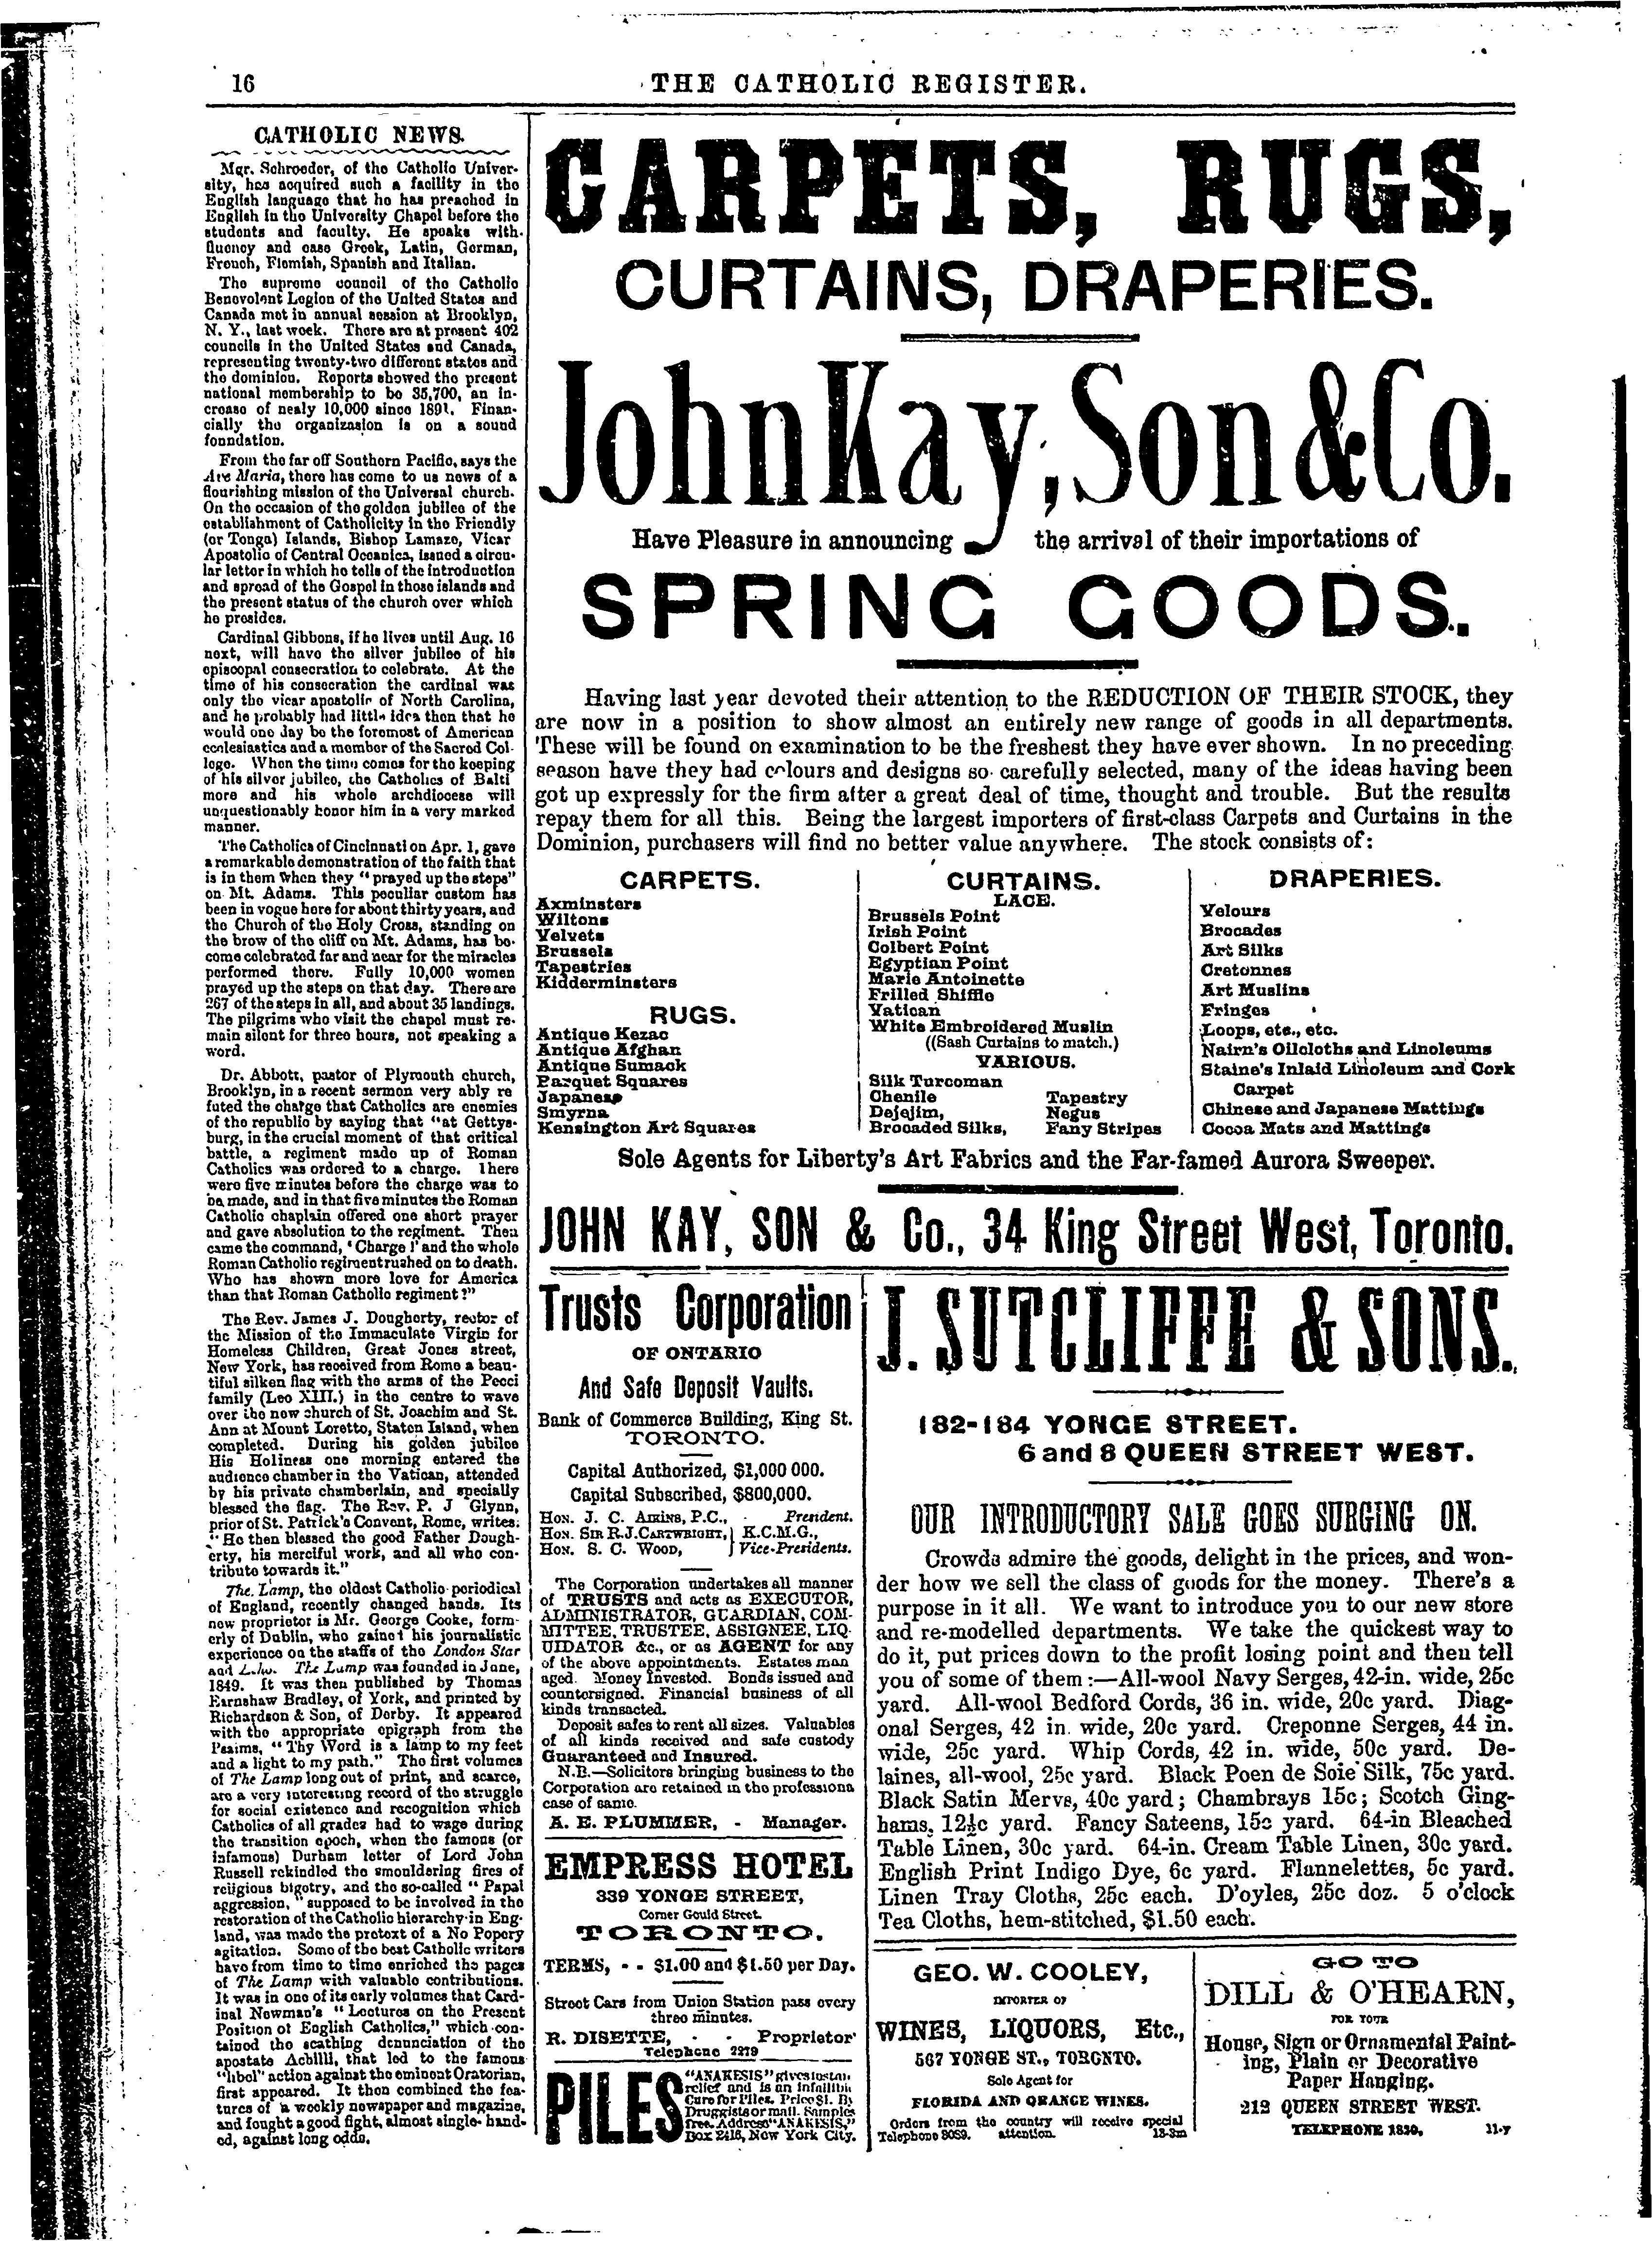 16
THE CATHOLIC REGISTER.
CATHOLIC NEWS.
Mgr. Schroeder, of the Catholic Univer-
sity, has acquired such a facility in the
English language that he has preached in
English in the University Chapel before the
students and faculty. He speaks with
fluency and ease Greek, Latin, German,
French, Flemish, Spanish and Italian.
The supreme council of the Catholic
Benevolent Legion of the United States and
Canada met in annual session at Brooklyn,
N. Y., last week. There are at present 402
councils in the United States and Canada,
representing twenty-two different states and
the dominion. Reports showed the present
national membership to be 35,700, an in-
crease of nealy 10,000 since 1891. Finan-
cially the organization is on a sound
foundation.
From the far off Southern Pacific, says the
Ave Maria, there has come to us news of a
flourishing mission of the Universal church.
On the occasion of the golden jubilee of the
establishment of Catholicity in the Friendly
(or Tonga) Islands, Bishop Lamaze, Vicar
Apostolic of Central Oceanica, issued a circu-
lar letter in which he tells of the introduction
and spread of the Gospel in those islands and
the present status of the church over which
he presides.
Cardinal Gibbons, if he lives until Aug. 16
next, will have the silver jubilee of his
episcopal consecration to celebrate. At the
time of his consecration the cardinal was
only the vicar apostolic of North Carolina,
and he probably had little idea then that he
would one day be the foremost of American
ecclesiastics and a member of the Sacred Col-
lege. When the time comes for the keeping
of his silver jubilee, the Catholics of Balti
more and his whole archdiocese will
unquestionably honor him in a very marked
manner.
The Catholics of Cincinnati on Apr. 1, gave
a remarkable demonstration of the faith that
is in them when they "prayed up the steps"
on Mt. Adams. This peculiar custom has
been in vogue here for about thirty years, and
the Church of the Holy Cross, standing on
the brow of the cliff on Mt. Adams, has be-
come celebrated far and near for the miracles
performed there. Fully 10,000 women
prayed up the steps on that day. There are
267 of the steps in all, and about 35 landings.
The pilgrims who visit the chapel must re-
main silent for three hours, not speaking a
word.
Dr. Abbott, pastor of Plymouth church,
Brooklyn, in a recent sermon very ably re
futed the charge that Catholics are enemies
of the republic by saying that "at Gettys-
burg, in the crucial moment of that critical
battle, a regiment made up of Roman
Catholics was ordered to a charge. There
were five minutes before the charge was to
be made, and in that five minutes the Roman
Catholic chaplain offered one short prayer
and gave absolution to the regiment. Then
came the command, 'Charge!' and the whole
Roman Catholic regiment rushed on to death.
Who has shown more love for America
than that Roman Catholic regiment?"
The Rev. James J. Dougherty, rector of
the Mission of the Immaculate Virgin for
Homeless Children, Great Jones street,
New York, has received from Rome a beau-
tiful silken flag with the arms of the Pecci
family (Leo XIII.) in the centre to wave
over the new church of St. Joachim and St.
Ann at Mount Loretto, Staten Island, when
completed. During his golden jubilee
His Holiness one morning entered the
audience chamber in the Vatican, attended
by his private chamberlain, and specially
blessed the flag. The Rev. P. J Glynn,
prior of St. Patrick's Convent, Rome, writes:
"He then blessed the good Father Dough-
erty, his merciful work, and all who con-
tribute towards it."
The Lamp, the oldest Catholic periodical
of England, recently changed hands. Its
new proprietor is Mr. George Cooke, form-
erly of Dublin, who gained his journalistic
experience on the staffs of the London Star
and Echo. The Lamp was founded in June,
1849. It was then published by Thomas
Earnshaw Bradley, of York, and printed by
Richardson & Son, of Derby. It appeared
with the appropriate epigraph from the
Psalms, "Thy Word is a lamp to my feet
and a light to my path." The first volumes
of The Lamp long out of print, and scarce,
are a very interesting record of the struggle
for social existence and recognition which
Catholics of all grades had to wage during
the transition epoch, when the famous (or
infamous) Durham letter of Lord John
Russell rekindled the smouldering fires of
religious bigotry, and the so-called "Papal
aggression," supposed to be involved in the
restoration of the Catholic hierarchy in Eng-
land, was made the pretext of a No Popery
agitation. Some of the best Catholic writers
have from time to time enriched the pages
of The Lamp with valuable contributions.
It was in one of its early volumes that Card-
inal Newman's "Lectures on the Present
Position of English Catholics," which con-
tained the scathing denunciation of the
apostate Achilli, that led to the famous
"libel" action against the eminent Oratorian,
first appeared. It then combined the fea-
tures of a weekly newspaper and magazine,
and fought a good fight, almost single-hand-
ed, against long odds.
CARPETS, RUGS,
CURTAINS, DRAPERIES.
John Kay, Son & Co.
Have Pleasure in announcing the arrival of their importations of
SPRING GOODS.
Having last year devoted their attention to the REDUCTION OF THEIR STOCK, they
are now in a position to show almost an entirely new range of goods in all departments.
These will be found on examination to be the freshest they have ever shown. In no preceding
season have they had colours and designs so carefully selected, many of the ideas having been
got up expressly for the firm after a great deal of time, thought and trouble. But the results
repay them for all this. Being the largest importers of first-class Carpets and Curtains in the
Dominion, purchasers will find no better value anywhere. The stock consists of:
CARPETS.
Axminsters
Wiltons
Velvets
Brussels
Tapestries
Kidderminsters
RUGS.
Antique Kezac
Antique Afghan
Antique Sumack
Parquet Squares
Japanese
Smyrna
Kensington Art Squares
CURTAINS.
LACE.
Brussels Point
Irish Point
Colbert Point
Egyptian Point
Marie Antoinette
Frilled Shiffle
Vatican
White Embroidered Muslin
((Sash Curtains to match.)
VARIOUS.
Silk Turcoman
Chenile Tapestry
Dejejim, Negus
Brocaded Silks, Fany Stripes
DRAPERIES.
Velours
Brocades
Art Silks
Cretonnes
Art Muslins
Fringes
Loops, etc., etc.
Nairn's Oilcloths and Linoleums
Staine's Inlaid Linoleum and Cork
Carpet
Chinese and Japanese Mattings
Cocoa Mats and Mattings
Sole Agents for Liberty's Art Fabrics and the Far-famed Aurora Sweeper.
JOHN KAY, SON & Co., 34 King Street West, Toronto.
Trusts Corporation
OF ONTARIO
And Safe Deposit Vaults.
Bank of Commerce Building, King St.
TORONTO.
Capital Authorized, $1,000 000.
Capital Subscribed, $800,000.
HON. J. C. AIKINS, P.C., - President.
HON. SIR R. J. CARTWRIGHT, K.C.M.G.,
HON. S. C. WOOD, Vice-Presidents.
The Corporation undertakes all manner
of TRUSTS and acts as EXECUTOR,
ADMINISTRATOR, GUARDIAN, COM-
MITTEE, TRUSTEE, ASSIGNEE, LIQ-
UIDATOR &c., or as AGENT for any
of the above appointments. Estates man
aged. Money Invested. Bonds issued and
countersigned. Financial business of all
kinds transacted.
Deposit safes to rent all sizes. Valuables
of all kinds received and safe custody
Guaranteed and Insured.
N.B.—Solicitors bringing business to the
Corporation are retained in the professiona
case of same.
A. E. PLUMMER, - Manager.
EMPRESS HOTEL
339 YONGE STREET,
Corner Gould Street.
TORONTO.
TERMS, - - $1.00 and $1.50 per Day.
Street Cars from Union Station pass every
three minutes.
R. DISETTE, - - Proprietor
Telephone 2279
PILES
"ANAKESIS" gives instan
relief and is an infallible
Cure for Piles. Price $1. By
Druggists or mail. Samples
free. Address "ANAKESIS,"
Box 2416, New York City.
J. SUTCLIFFE & SONS.
182-184 YONGE STREET.
6 and 8 QUEEN STREET WEST.
OUR INTRODUCTORY SALE GOES SURGING ON.
Crowds admire the goods, delight in the prices, and won-
der how we sell the class of goods for the money. There's a
purpose in it all. We want to introduce you to our new store
and re-modelled departments. We take the quickest way to
do it, put prices down to the profit losing point and then tell
you of some of them:—All-wool Navy Serges, 42-in. wide, 25c
yard. All-wool Bedford Cords, 36 in. wide, 20c yard. Diag-
onal Serges, 42 in. wide, 20c yard. Creponne Serges, 44 in.
wide, 25c yard. Whip Cords, 42 in. wide, 50c yard. De-
laines, all-wool, 25c yard. Black Poen de Soie Silk, 75c yard.
Black Satin Mervs, 40c yard; Chambrays 15c; Scotch Ging-
hams, 12½c yard. Fancy Sateens, 15c yard. 64-in Bleached
Table Linen, 30c yard. 64-in. Cream Table Linen, 30c yard.
English Print Indigo Dye, 6c yard. Flannelettes, 5c yard.
Linen Tray Cloths, 25c each. D'oyles, 25c doz. 5 o'clock
Tea Cloths, hem-stitched, $1.50 each.
GEO. W. COOLEY,
IMPORTER OF
WINES, LIQUORS, Etc.,
567 YONGE ST., TORONTO.
Sole Agent for
FLORIDA AND ORANGE WINES.
Orders from the country will receive special
Telephone 3089. attention. 13-3m
GO TO
DILL & O'HEARN,
FOR YOUR
House, Sign or Ornamental Paint-
ing, Plain or Decorative
Paper Hanging.
212 QUEEN STREET WEST.
TELEPHONE 1830, 11-y